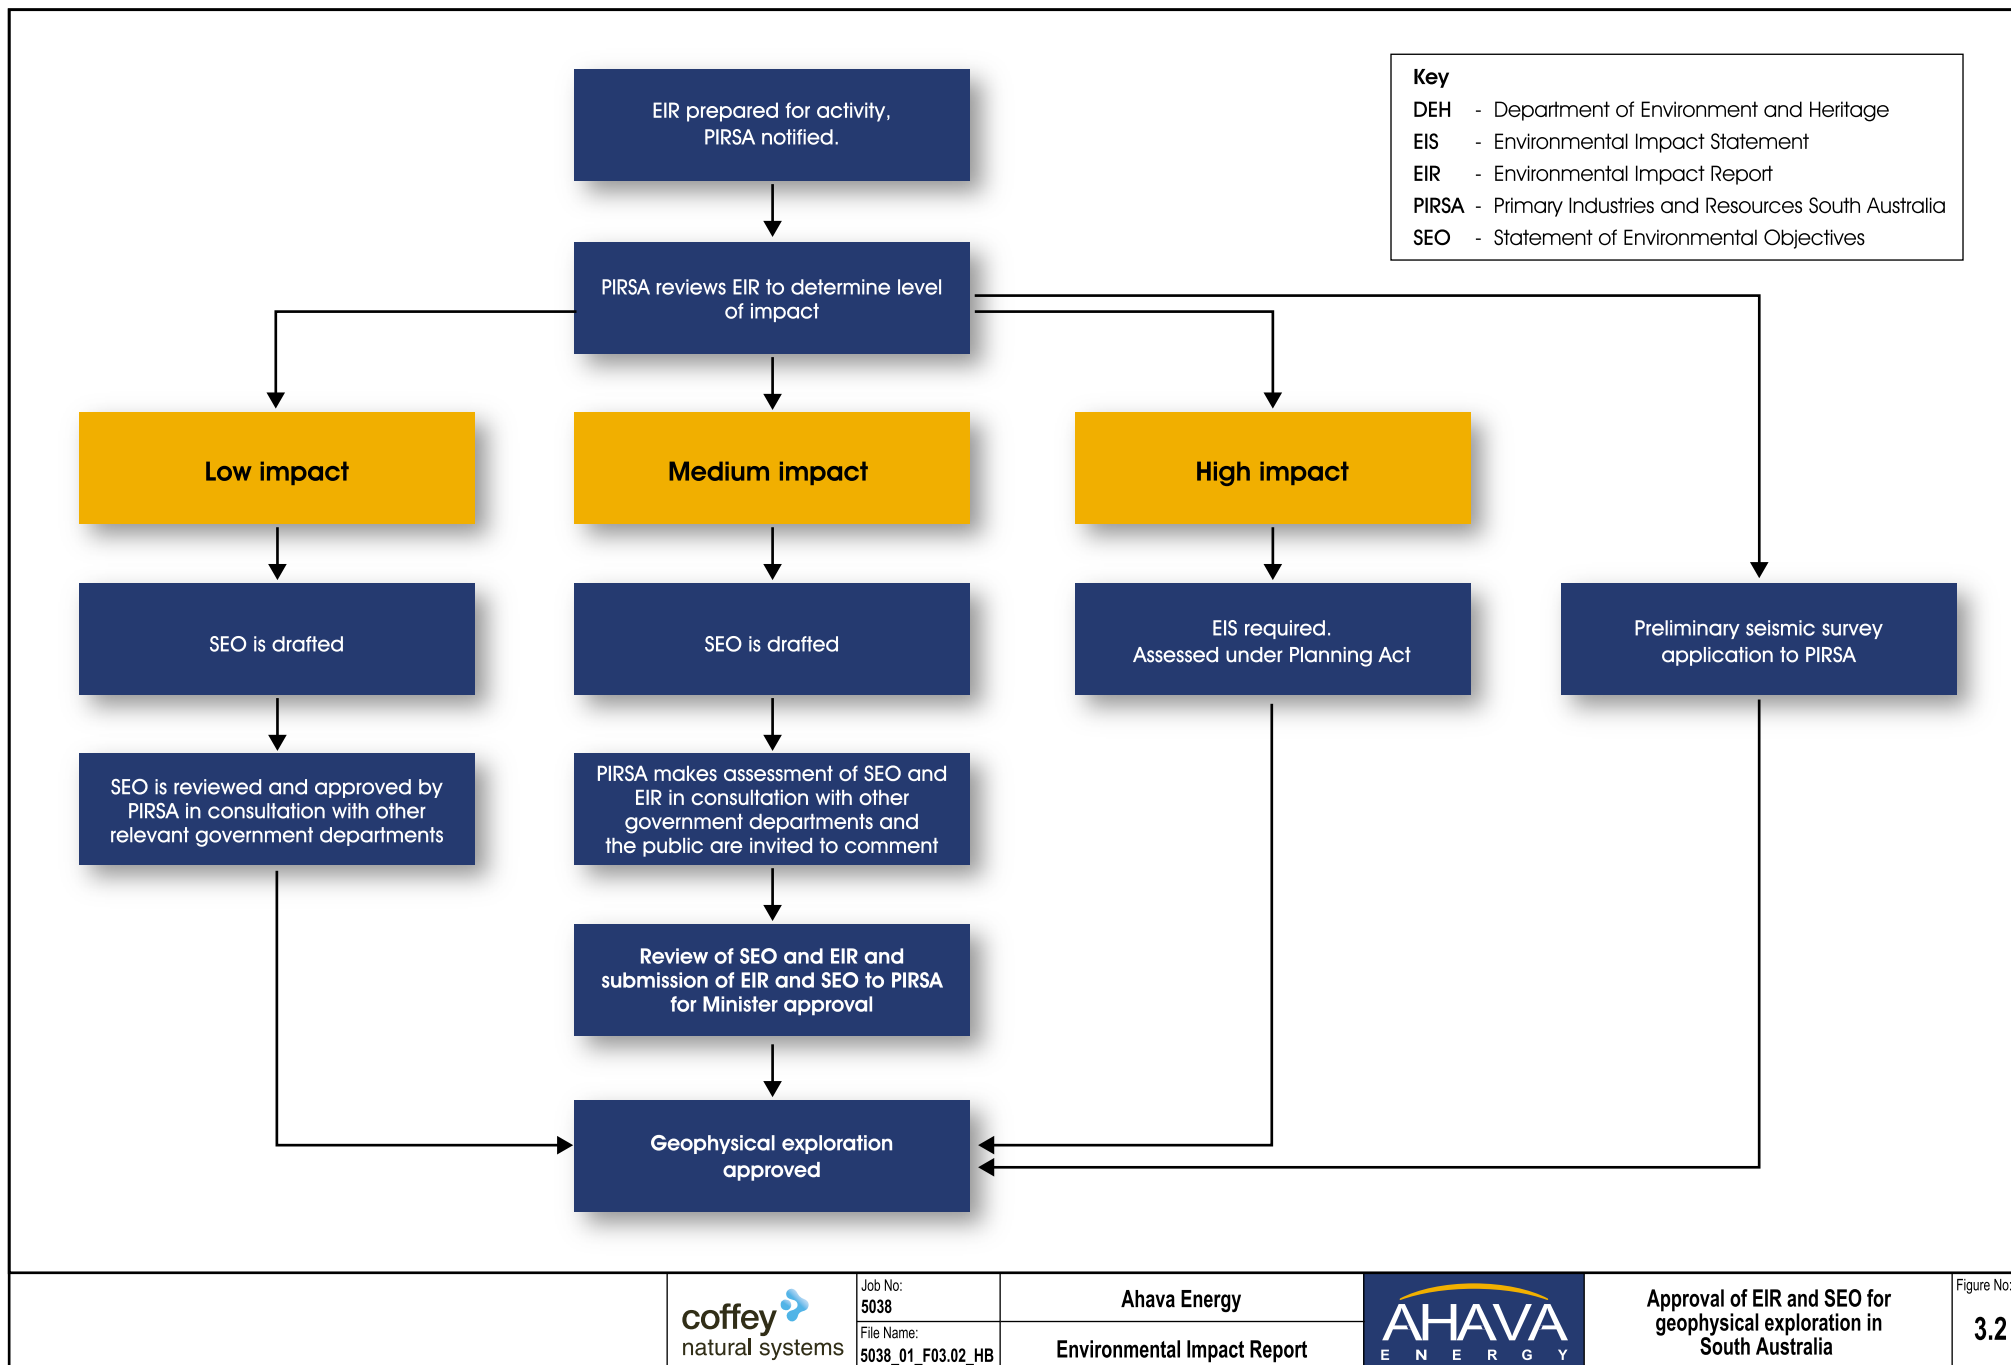 EIR prepared for activity,
PIRSA notified.
Key
DEH - Department of Environment and Heritage
EIS - Environmental Impact Statement
EIR - Environmental Impact Report
PIRSA - Primary Industries and Resources South Australia
SEO - Statement of Environmental Objectives
PIRSA reviews EIR to determine level
of impact
Low impact
Medium impact
High impact
SEO is drafted
SEO is drafted
EIS required.
Assessed under Planning Act
Preliminary seismic survey
application to PIRSA
SEO is reviewed and approved by
PIRSA in consultation with other
relevant government departments
PIRSA makes assessment of SEO and
EIR in consultation with other
government departments and
the public are invited to comment
Review of SEO and EIR and
submission of EIR and SEO to PIRSA
for Minister approval
Geophysical exploration
approved
coffey
natural systems
Job No:
5038
File Name:
5038_01_F03.02_HB
Ahava Energy
Environmental Impact Report
AHAVA
ENERGY
Approval of EIR and SEO for
geophysical exploration in
South Australia
Figure No:
3.2